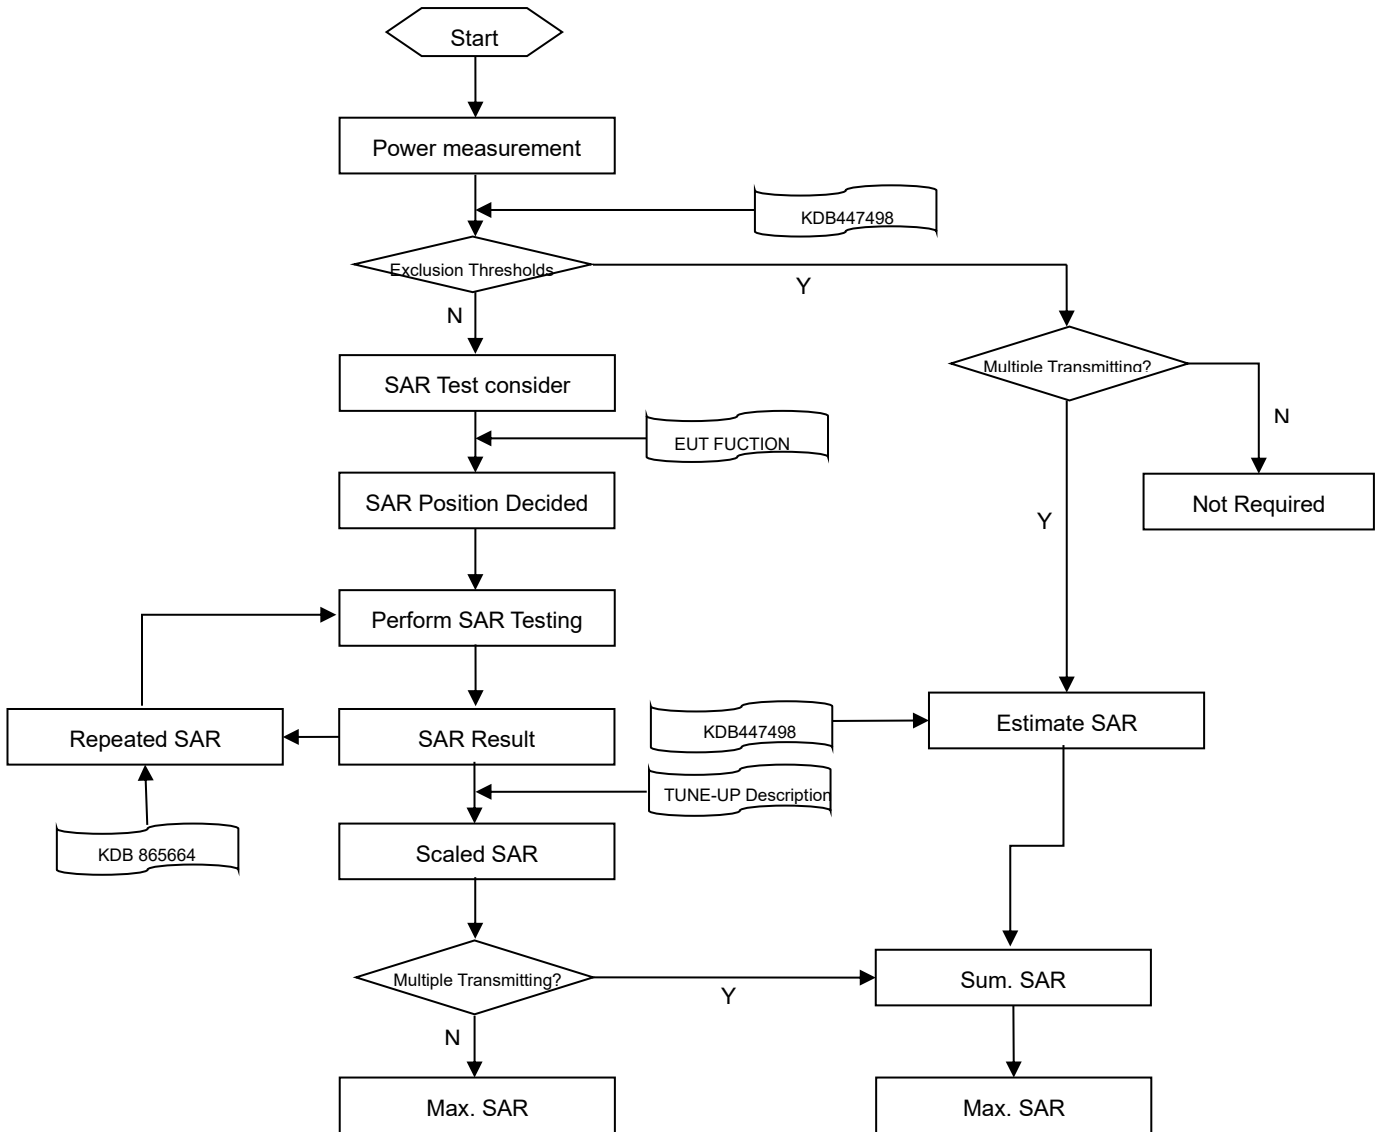 Start
Power measurement
KDB447498
Exclusion Thresholds
Y
N
Multiple Transmitting?
SAR Test consider
N
EUT FUCTION
SAR Position Decided
Not Required
Y
Perform SAR Testing
Repeated SAR
SAR Result
KDB447498
Estimate SAR
TUNE-UP Description
KDB 865664
Scaled SAR
Multiple Transmitting?
Y
Sum. SAR
N
Max. SAR
Max. SAR